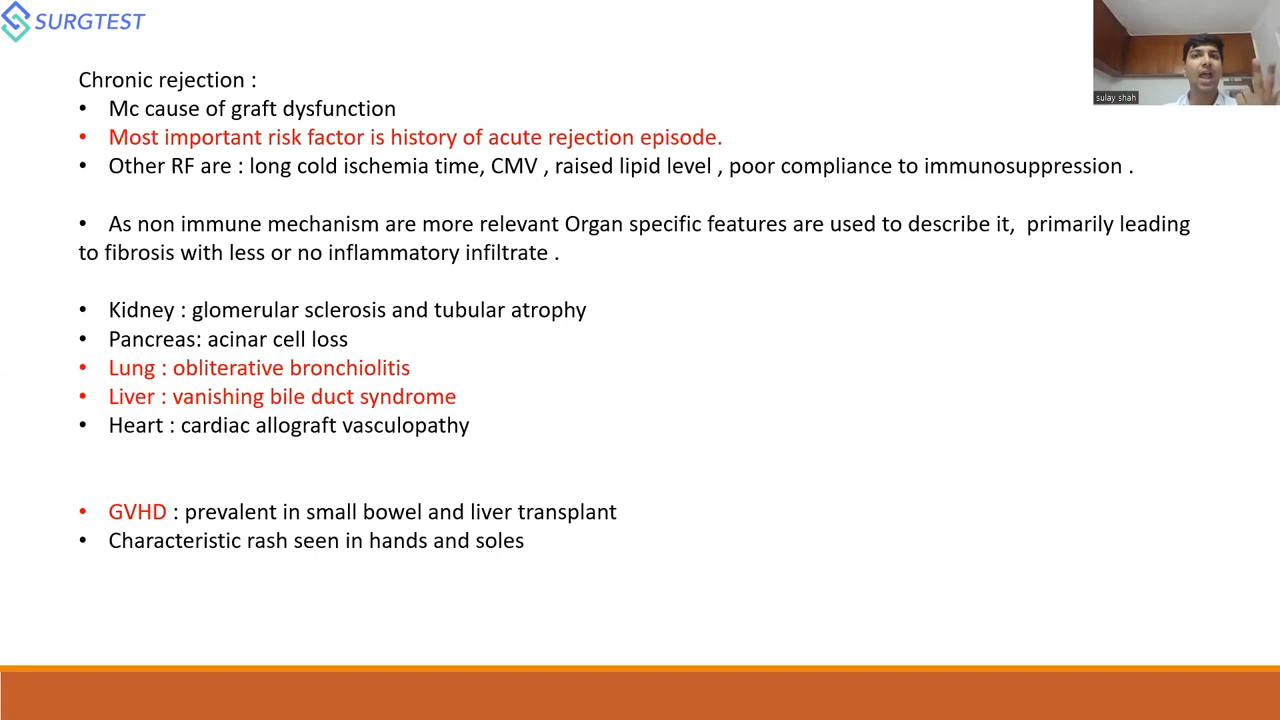 SURGTEST
sulay shah
Chronic rejection :
• Mc cause of graft dysfunction
• Most important risk factor is history of acute rejection episode.
• Other RF are : long cold ischemia time, CMV , raised lipid level , poor compliance to immunosuppression .
• As non immune mechanism are more relevant Organ specific features are used to describe it, primarily leading
to fibrosis with less or no inflammatory infiltrate .
• Kidney : glomerular sclerosis and tubular atrophy
• Pancreas: acinar cell loss
• Lung : obliterative bronchiolitis
• Liver : vanishing bile duct syndrome
• Heart : cardiac allograft vasculopathy
• GVHD : prevalent in small bowel and liver transplant
• Characteristic rash seen in hands and soles